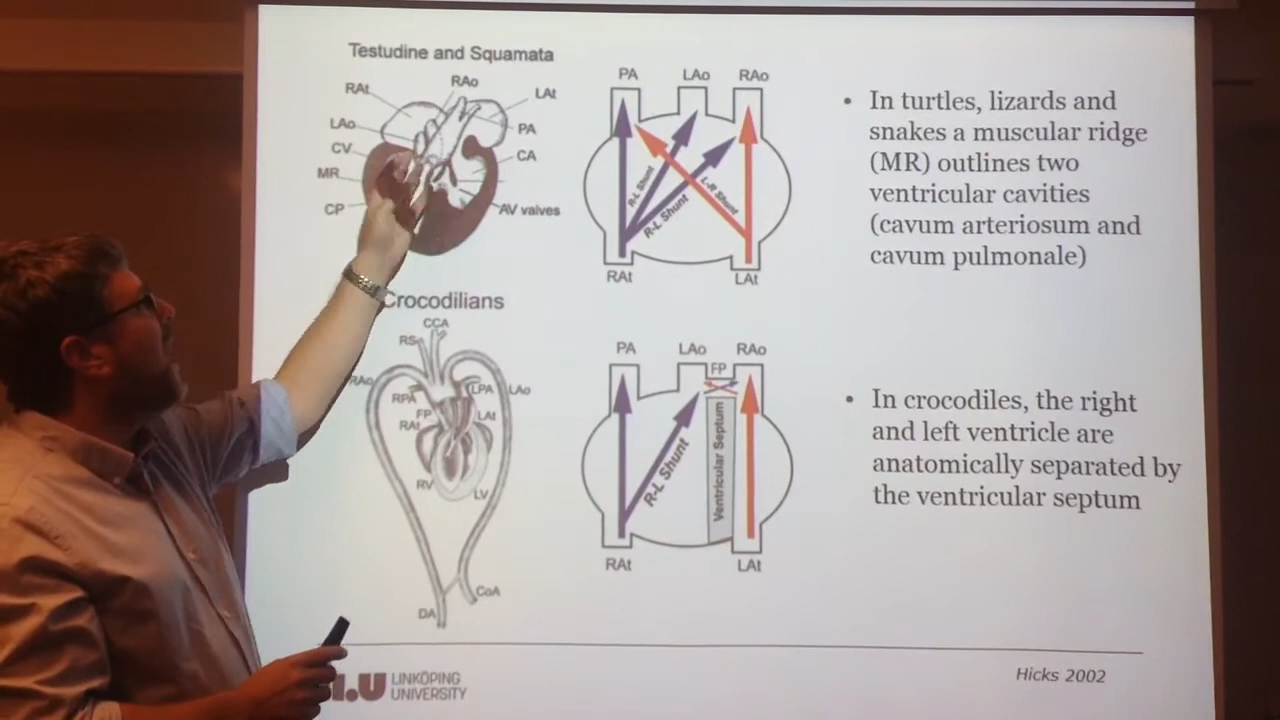 Testudine and Squamata
RAt
RAo
LAt
LAo
PA
CV
CA
MR
CP
AV valves
PA
LAo
RAo
R-L Shunt
R-L Shunt
L-R Shunt
RAt
LAt
• In turtles, lizards and
snakes a muscular ridge
(MR) outlines two
ventricular cavities
(cavum arteriosum and
cavum pulmonale)
Crocodilians
CCA
RS
RAo
LPA
LAo
RPA
FP
LAt
RAt
RV
LV
CoA
DA
PA
LAo
RAo
FP
R-L Shunt
Ventricular Septum
RAt
LAt
• In crocodiles, the right
and left ventricle are
anatomically separated by
the ventricular septum
LINKÖPING
UNIVERSITY
Hicks 2002